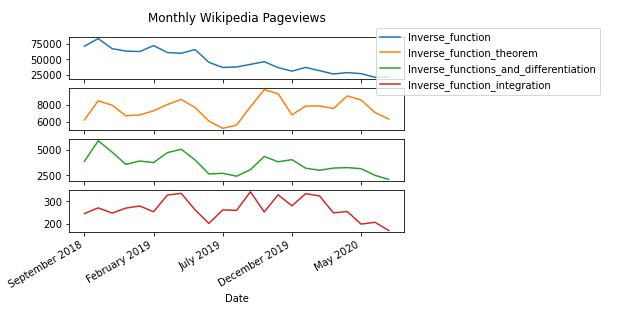 Monthly Wikipedia Pageviews
Inverse_function
Inverse_function_theorem
Inverse_functions_and_differentiation
Inverse_function_integration
75000
50000
25000
8000
6000
5000
2500
300
200
September 2018
February 2019
July 2019
December 2019
May 2020
Date